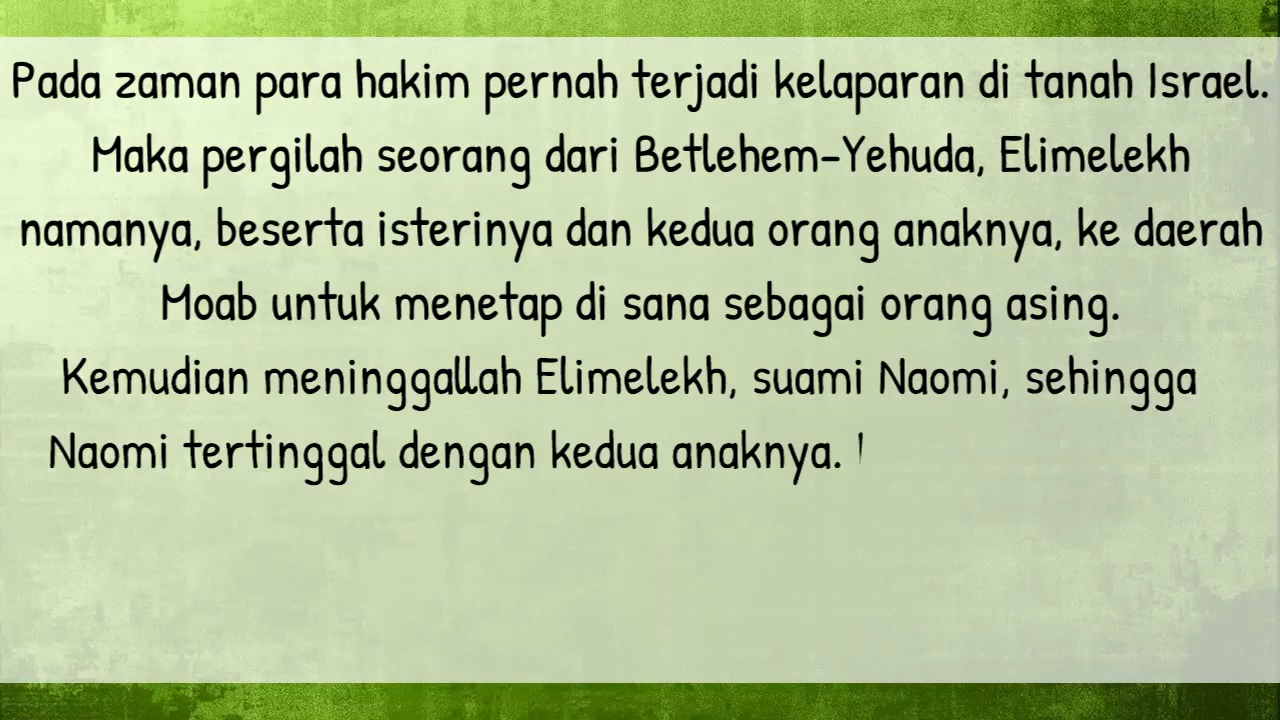 Pada zaman para hakim pernah terjadi kelaparan di tanah Israel.
Maka pergilah seorang dari Betlehem-Yehuda, Elimelekh
namanya, beserta isterinya dan kedua orang anaknya, ke daerah
Moab untuk menetap di sana sebagai orang asing.
Kemudian meninggallah Elimelekh, suami Naomi, sehingga
Naomi tertinggal dengan kedua anaknya.